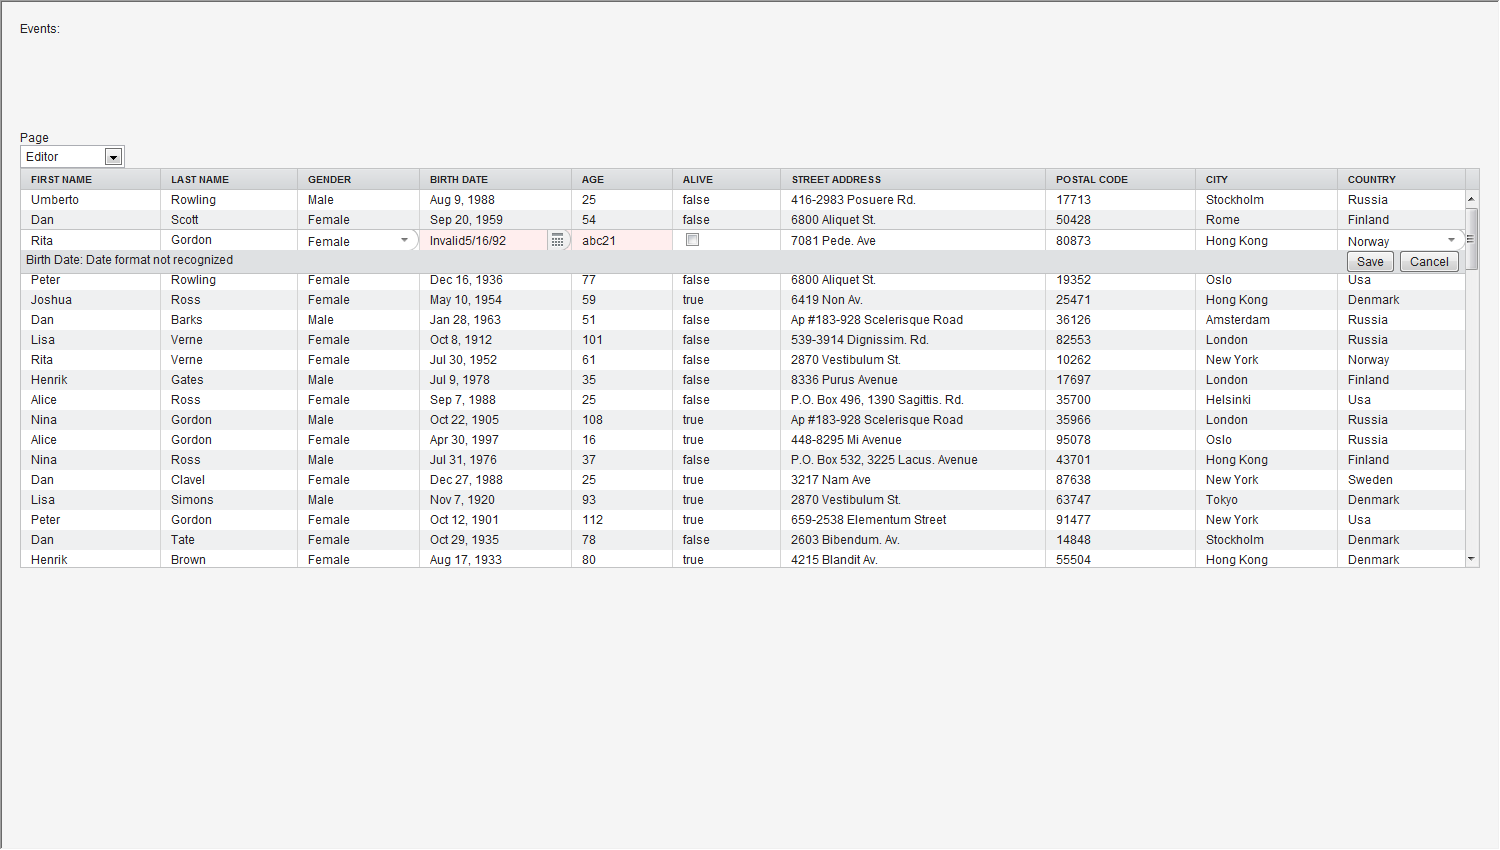 Events:
Page
Editor
FIRST NAME LAST NAME GENDER BIRTH DATE AGE ALIVE STREET ADDRESS POSTAL CODE CITY COUNTRY
Umberto Rowling Male Aug 9, 1988 25 false 416-2983 Posuere Rd. 17713 Stockholm Russia
Dan Scott Female Sep 20, 1959 54 false 6800 Aliquet St. 50428 Rome Finland
Rita Gordon Female Invalid5/16/92 abc21 7081 Pede. Ave 80873 Hong Kong Norway
Birth Date: Date format not recognized Save Cancel
Peter Rowling Female Dec 16, 1936 77 false 6800 Aliquet St. 19352 Oslo Usa
Joshua Ross Female May 10, 1954 59 true 6419 Non Av. 25471 Hong Kong Denmark
Dan Barks Male Jan 28, 1963 51 false Ap #183-928 Scelerisque Road 36126 Amsterdam Russia
Lisa Verne Female Oct 8, 1912 101 false 539-3914 Dignissim. Rd. 82553 London Russia
Rita Verne Female Jul 30, 1952 61 false 2870 Vestibulum St. 10262 New York Norway
Henrik Gates Male Jul 9, 1978 35 false 8336 Purus Avenue 17697 London Finland
Alice Ross Female Sep 7, 1988 25 false P.O. Box 496, 1390 Sagittis. Rd. 35700 Helsinki Usa
Nina Gordon Male Oct 22, 1905 108 true Ap #183-928 Scelerisque Road 35966 London Russia
Alice Gordon Female Apr 30, 1997 16 true 448-8295 Mi Avenue 95078 Oslo Russia
Nina Ross Male Jul 31, 1976 37 false P.O. Box 532, 3225 Lacus. Avenue 43701 Hong Kong Finland
Dan Clavel Female Dec 27, 1988 25 true 3217 Nam Ave 87638 New York Sweden
Lisa Simons Male Nov 7, 1920 93 true 2870 Vestibulum St. 63747 Tokyo Denmark
Peter Gordon Female Oct 12, 1901 112 true 659-2538 Elementum Street 91477 New York Usa
Dan Tate Female Oct 29, 1935 78 false 2603 Bibendum. Av. 14848 Stockholm Denmark
Henrik Brown Female Aug 17, 1933 80 true 4215 Blandit Av. 55504 Hong Kong Denmark